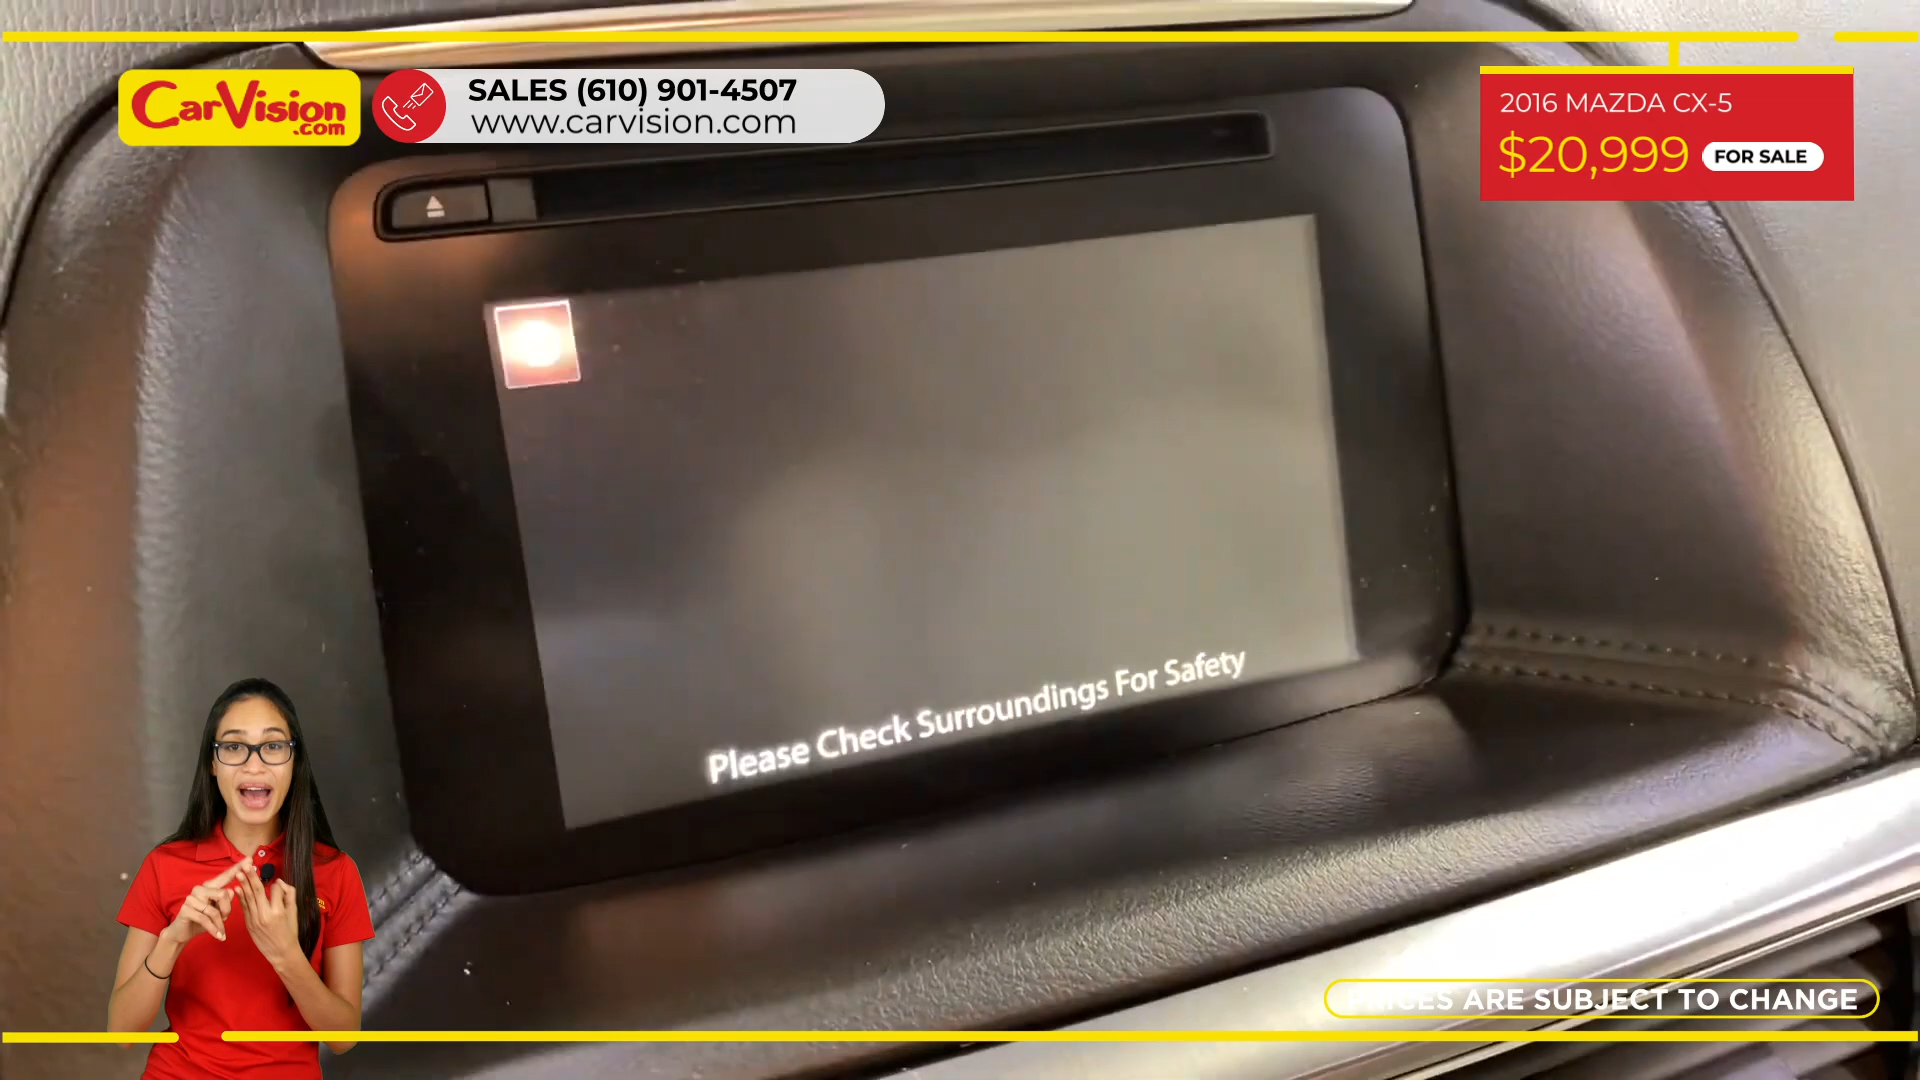 CarVision
.com
SALES (610) 901-4507
www.carvision.com
2016 MAZDA CX-5
$20,999 FOR SALE
Please Check Surroundings For Safety
PRICES ARE SUBJECT TO CHANGE